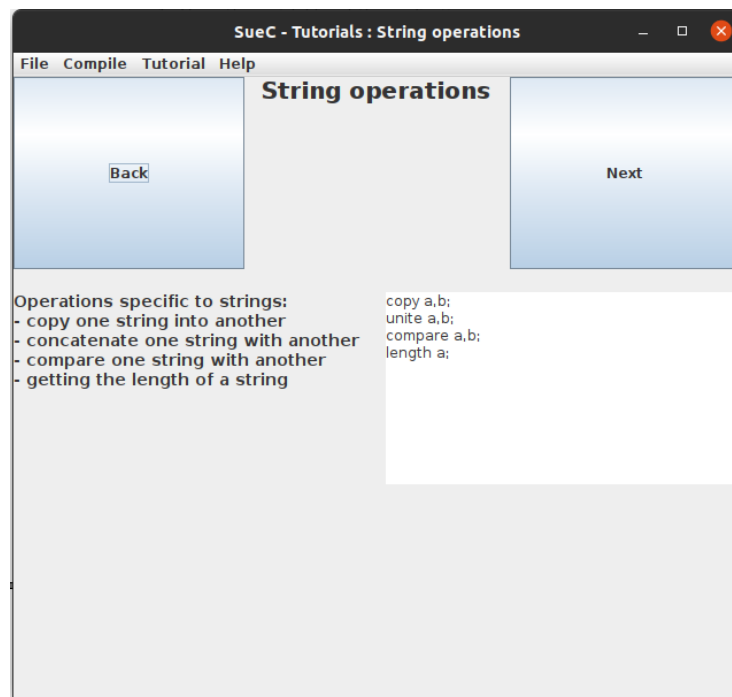 SueC - Tutorials : String operations
File Compile Tutorial Help
String operations
Back
Next
Operations specific to strings:
- copy one string into another
- concatenate one string with another
- compare one string with another
- getting the length of a string
copy a,b;
unite a,b;
compare a,b;
length a;